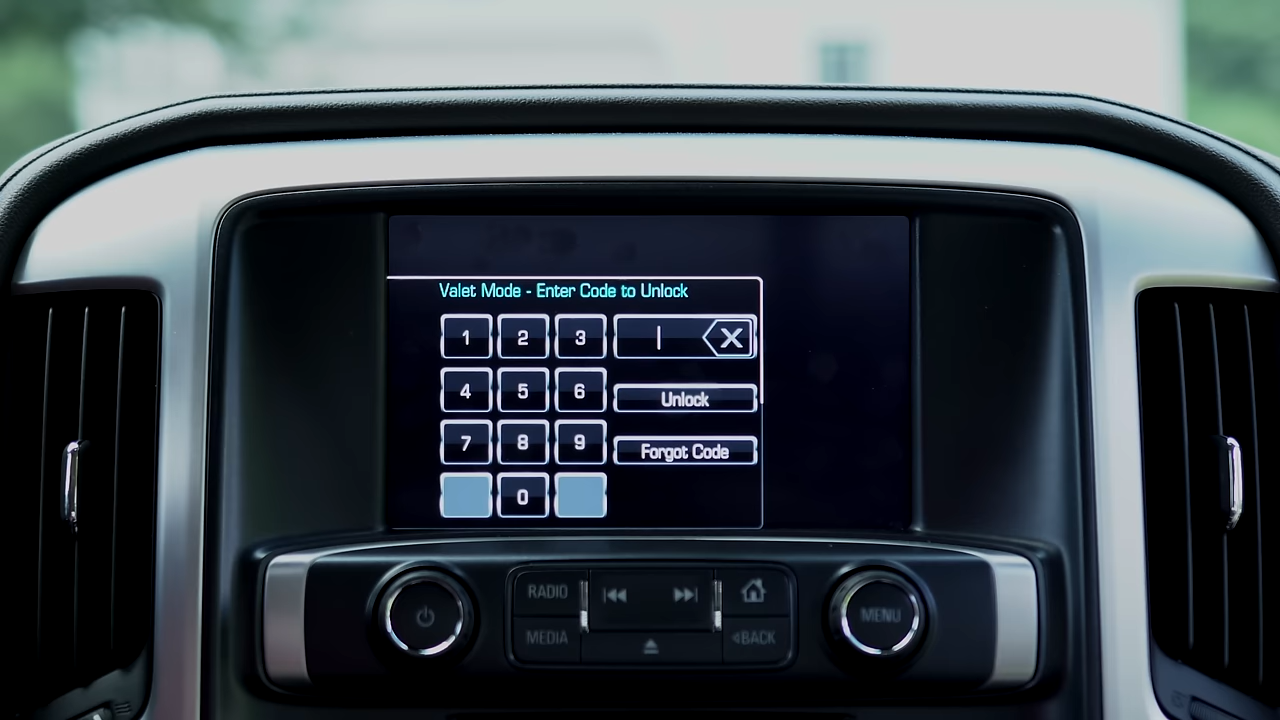 Valet Mode - Enter Code to Unlock
1 2 3
4 5 6
Unlock
7 8 9
Forgot Code
0
RADIO
MEDIA
<BACK
MENU